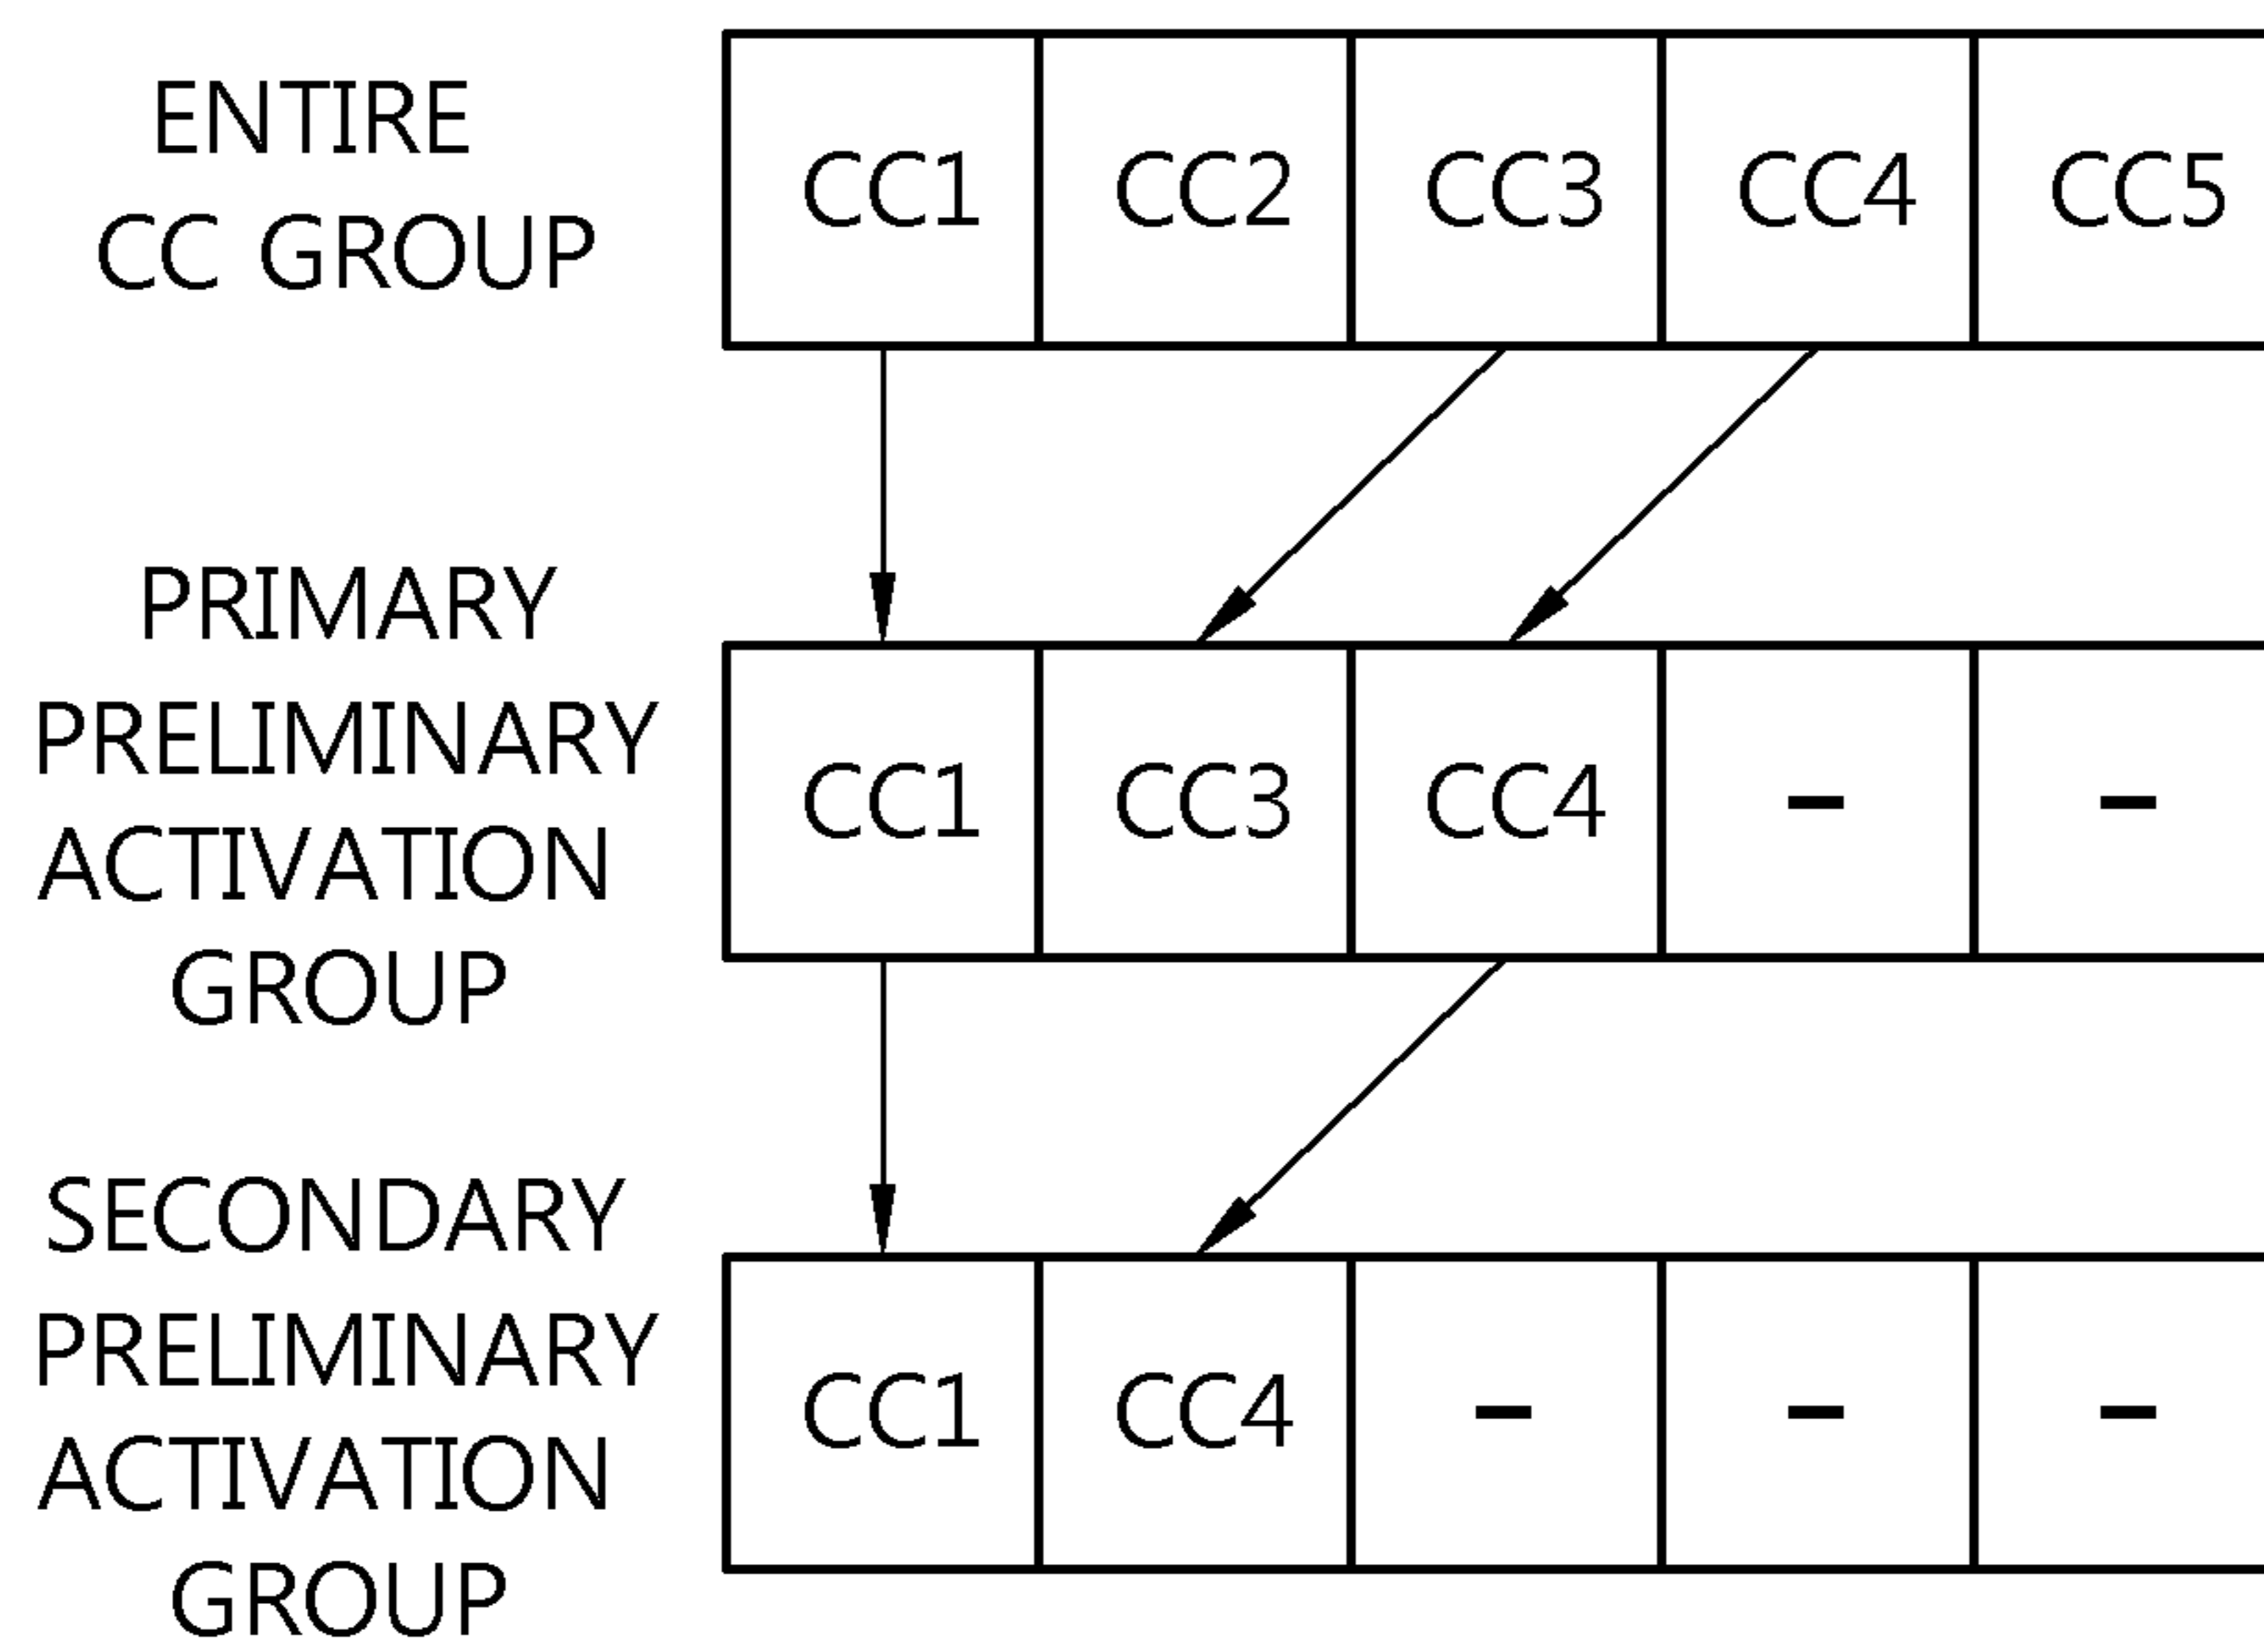 ENTIRE
CC GROUP
CC1 CC2 CC3 CC4 CC5
PRIMARY
PRELIMINARY
ACTIVATION
GROUP
CC1 CC3 CC4 - -
SECONDARY
PRELIMINARY
ACTIVATION
GROUP
CC1 CC4 - - -